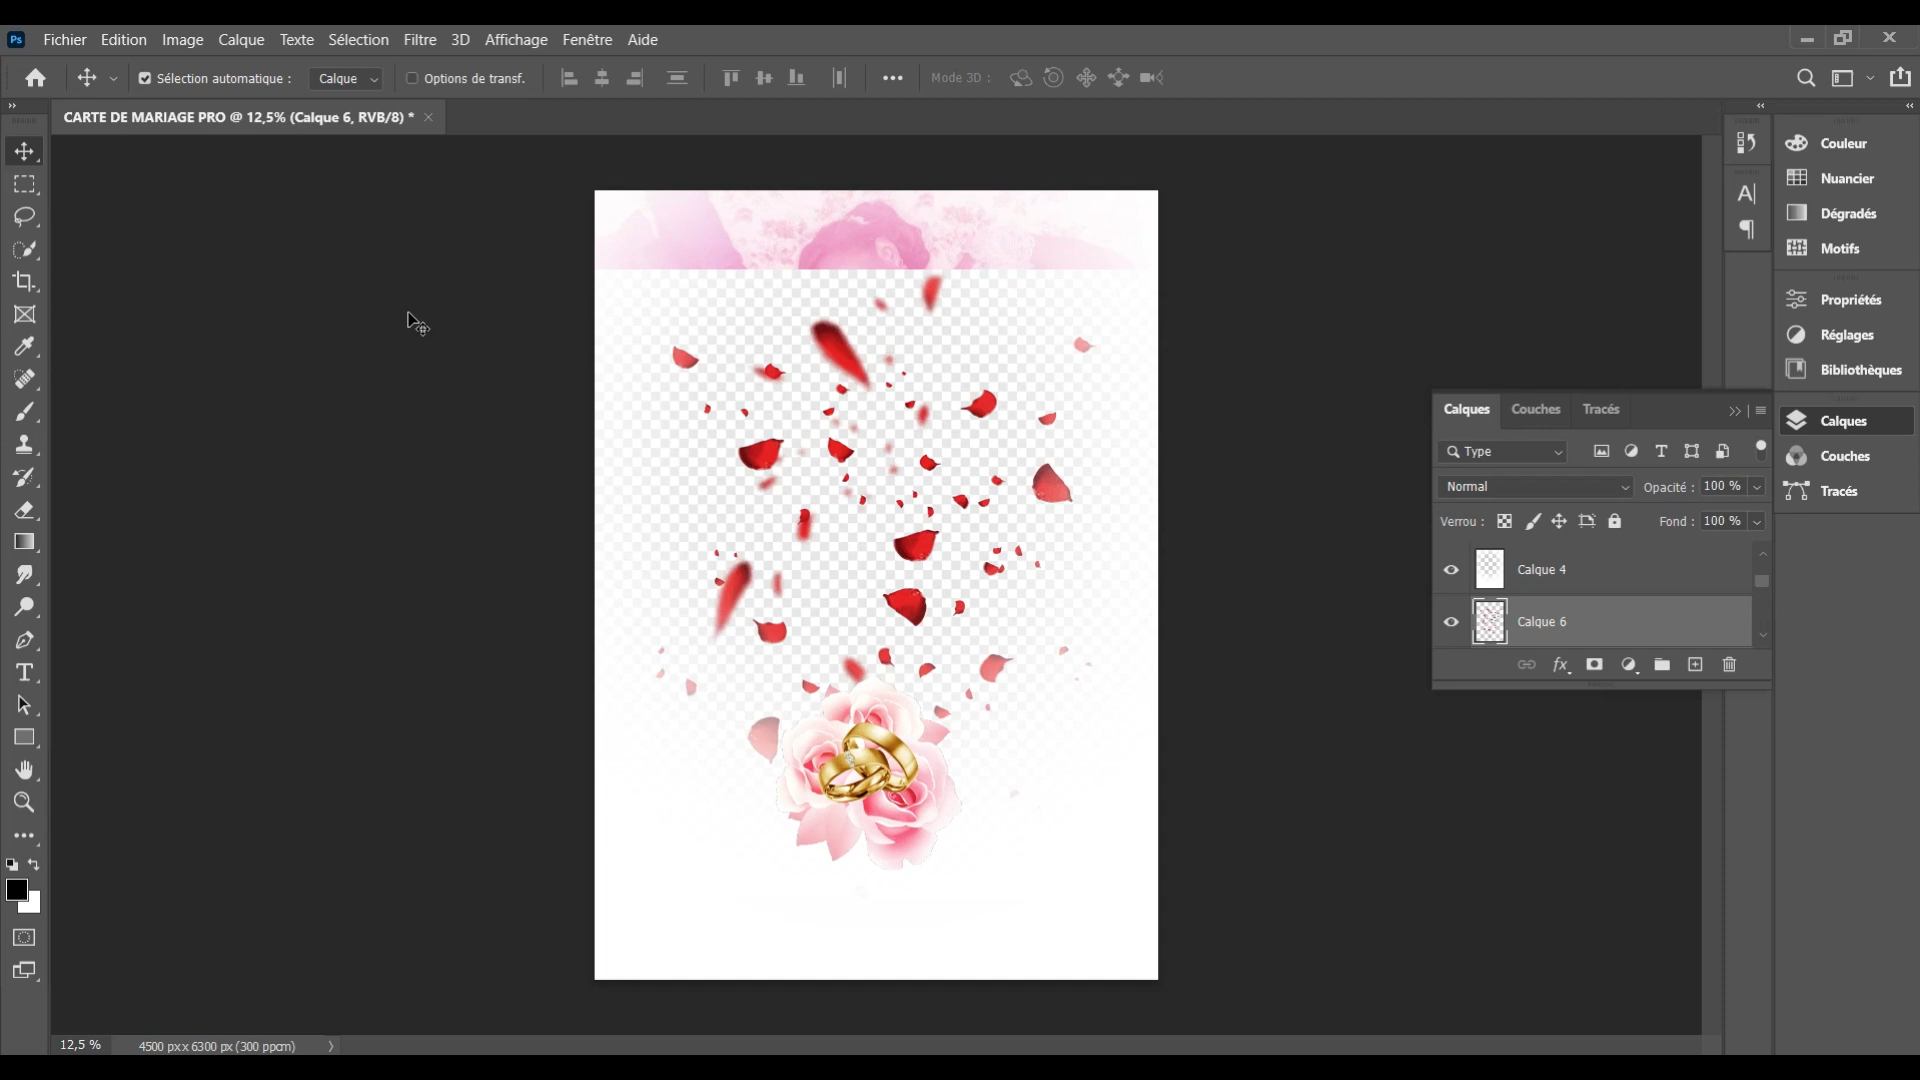 Ps Fichier Edition Image Calque Texte Sélection Filtre 3D Affichage Fenêtre Aide
Sélection automatique : Calque Options de transf. Mode 3D :
CARTE DE MARIAGE PRO @ 12,5% (Calque 6, RVB/8) *
Couleur
Nuancier
Dégradés
Motifs
Propriétés
Réglages
Bibliothèques
Calques
Couches
Tracés
Calques Couches Tracés
Type
Normal Opacité : 100 %
Verrou : Fond : 100 %
Calque 4
Calque 6
fx
12,5 % 4500 px x 6300 px (300 ppcm)